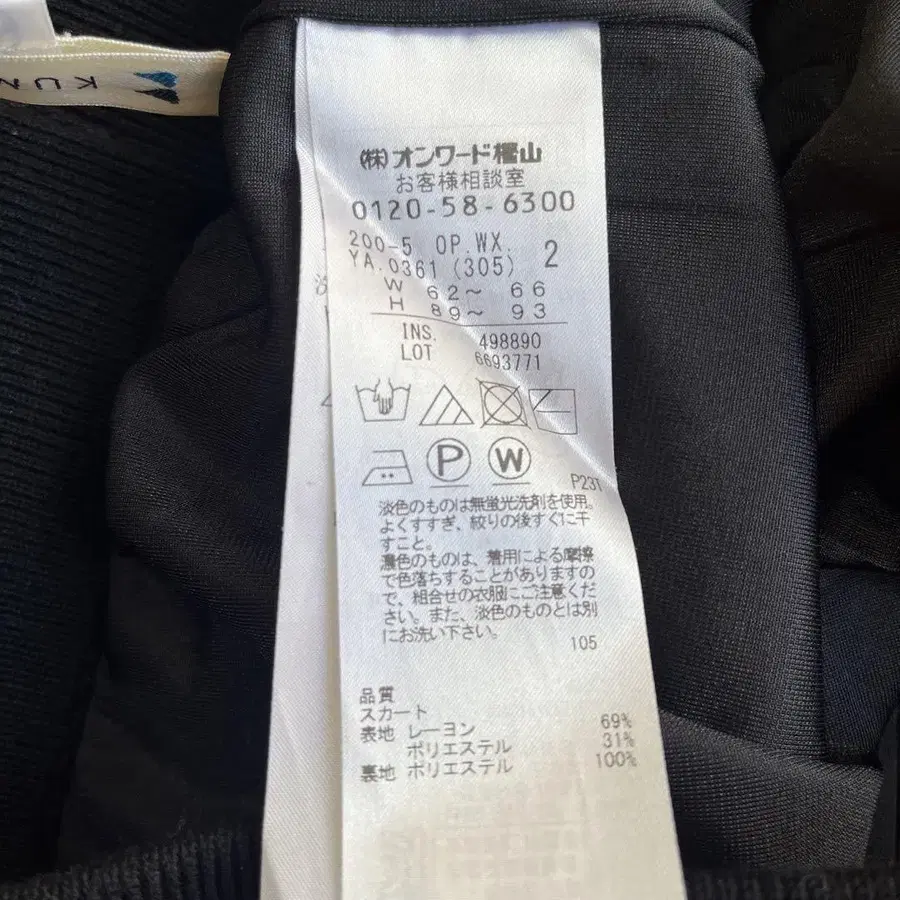 KUN
㈱オンワード樫山
お客様相談室
0120-58-6300
200-5 OP.WX. 2
YA.0361 (305)
W 62～ 66
H 89～ 93
INS. 498890
LOT 6693771
P W
P231
淡色のものは無蛍光洗剤を使用。
よくすすぎ、絞りの後すぐに干
すこと。
濃色のものは、着用による摩擦
で色落ちすることがありますの
で、組合せの衣服にご注意くだ
さい。また、淡色のものとは別
にお洗い下さい。
105
品質
スカート
表地 レーヨン 69%
ポリエステル 31%
裏地 ポリエステル 100%